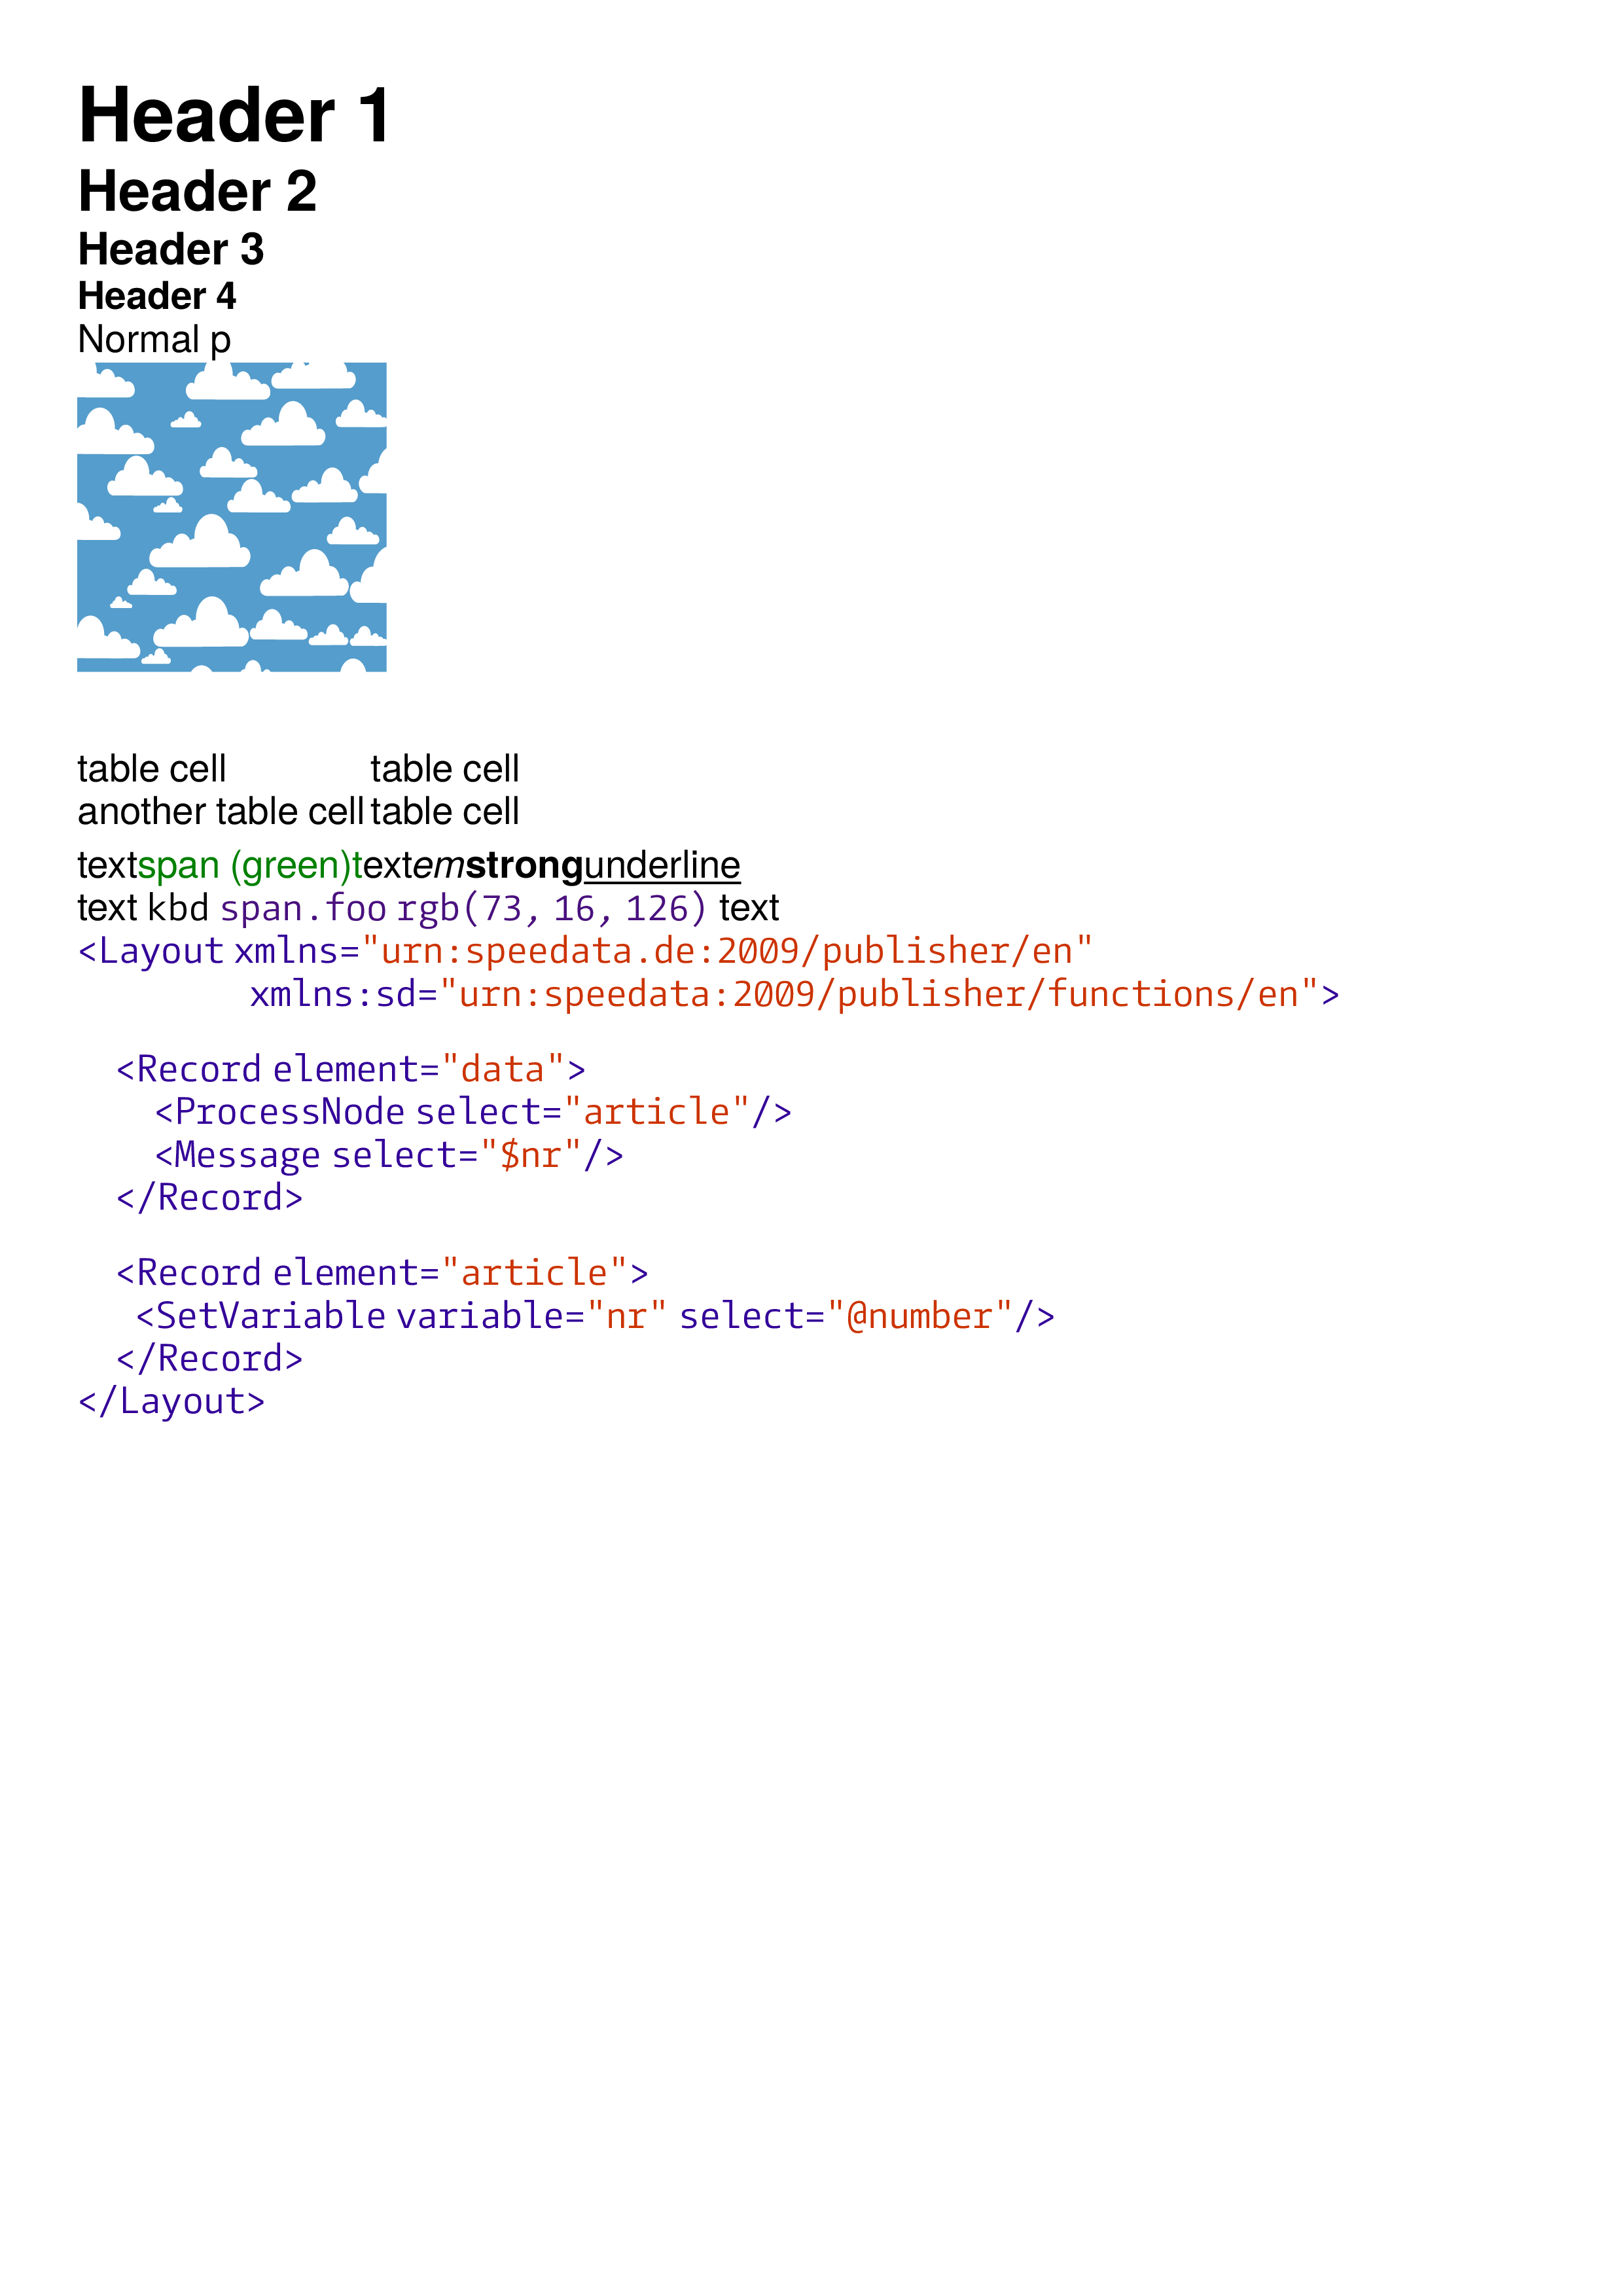 Header 1
Header 2
Header 3
Header 4
Normal p
table cell table cell
another table cell table cell
textspan (green)textemstrongunderline
text kbd span.foo rgb(73, 16, 126) text
<Layout xmlns="urn:speedata.de:2009/publisher/en"
xmlns:sd="urn:speedata:2009/publisher/functions/en">
<Record element="data">
<ProcessNode select="article"/>
<Message select="$nr"/>
</Record>
<Record element="article">
<SetVariable variable="nr" select="@number"/>
</Record>
</Layout>